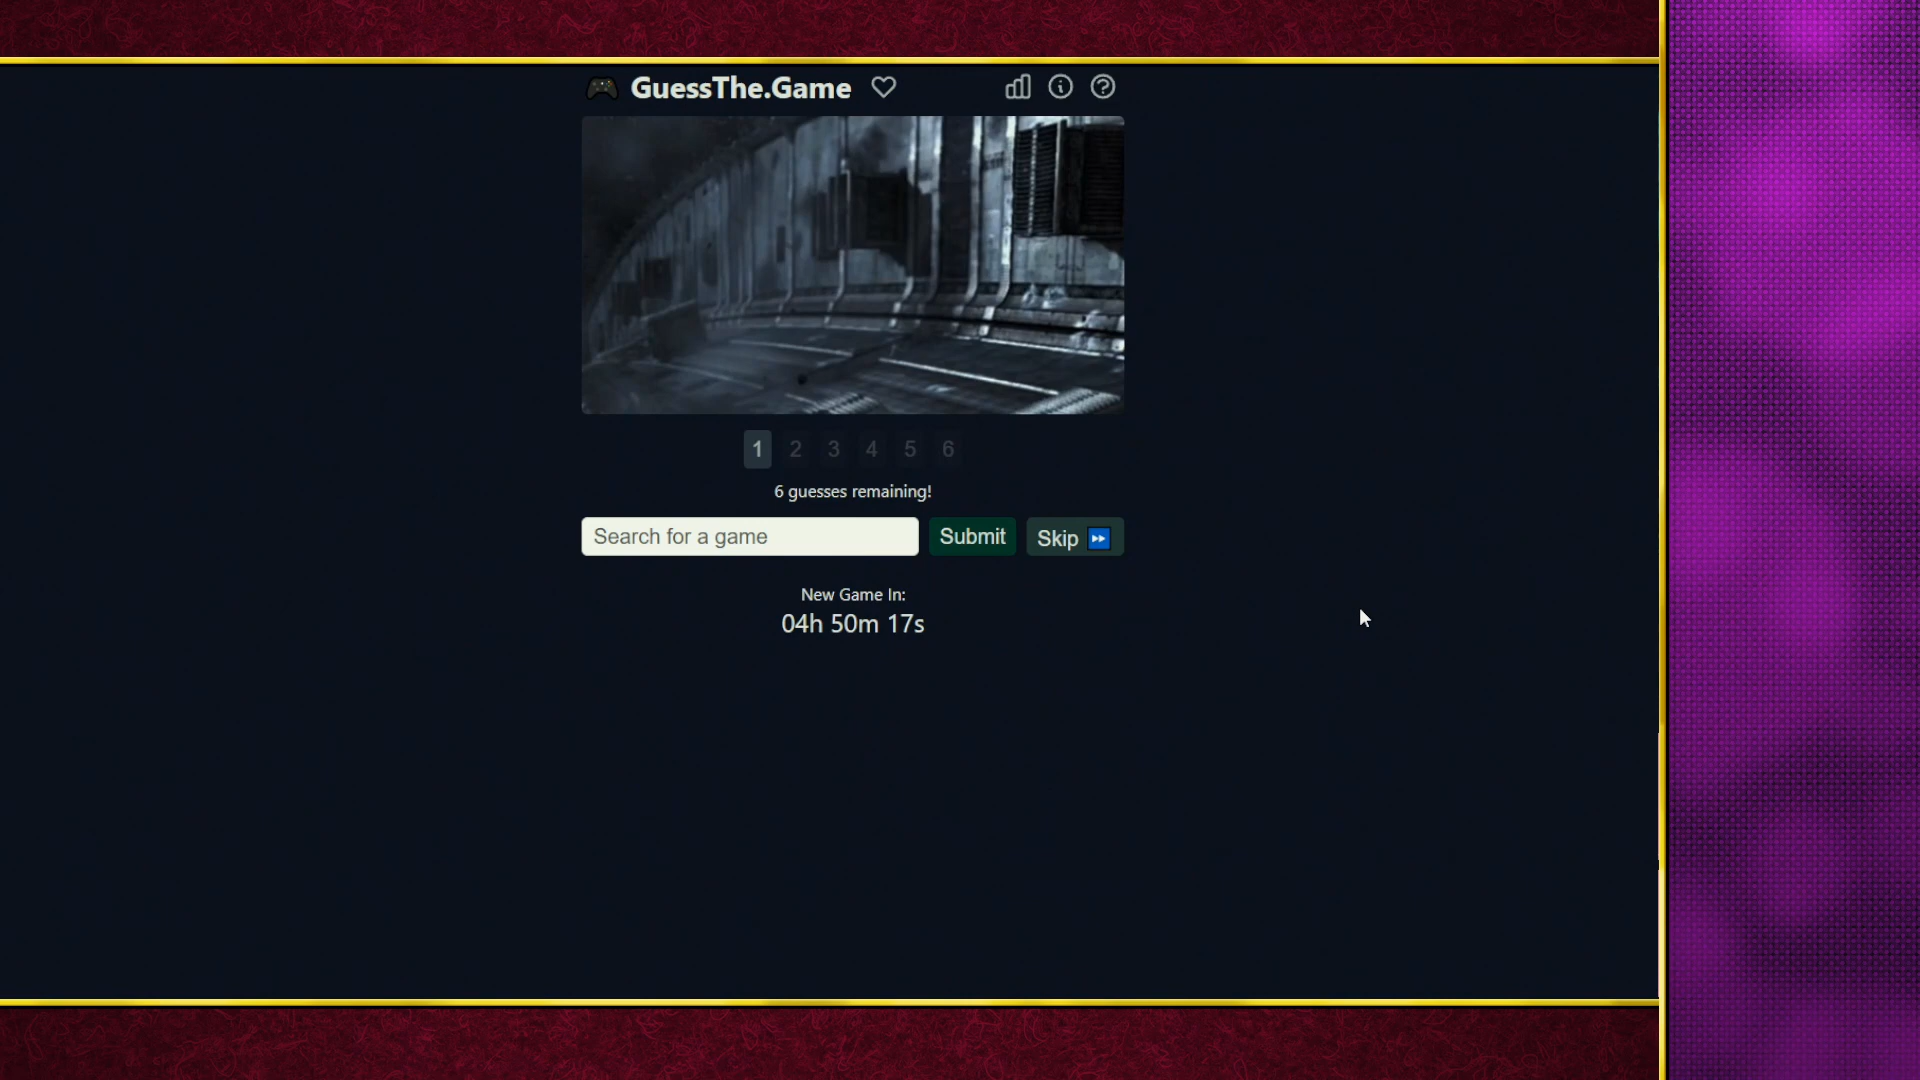 GuessThe.Game
1 2 3 4 5 6
6 guesses remaining!
Search for a game Submit Skip
New Game In:
04h 50m 17s